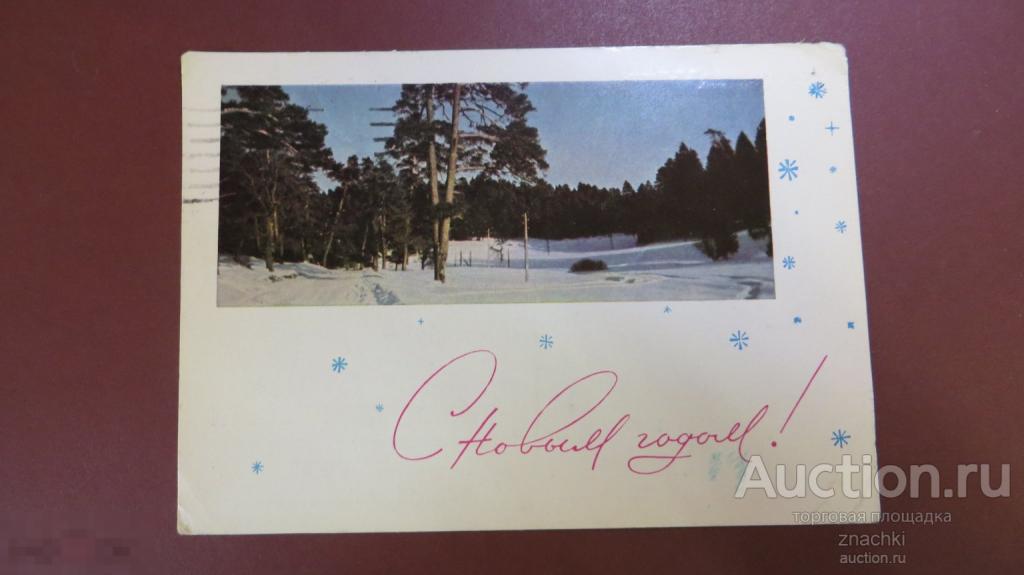 С Новым годом!
Auction.ru
торговая площадка
znachki
auction.ru